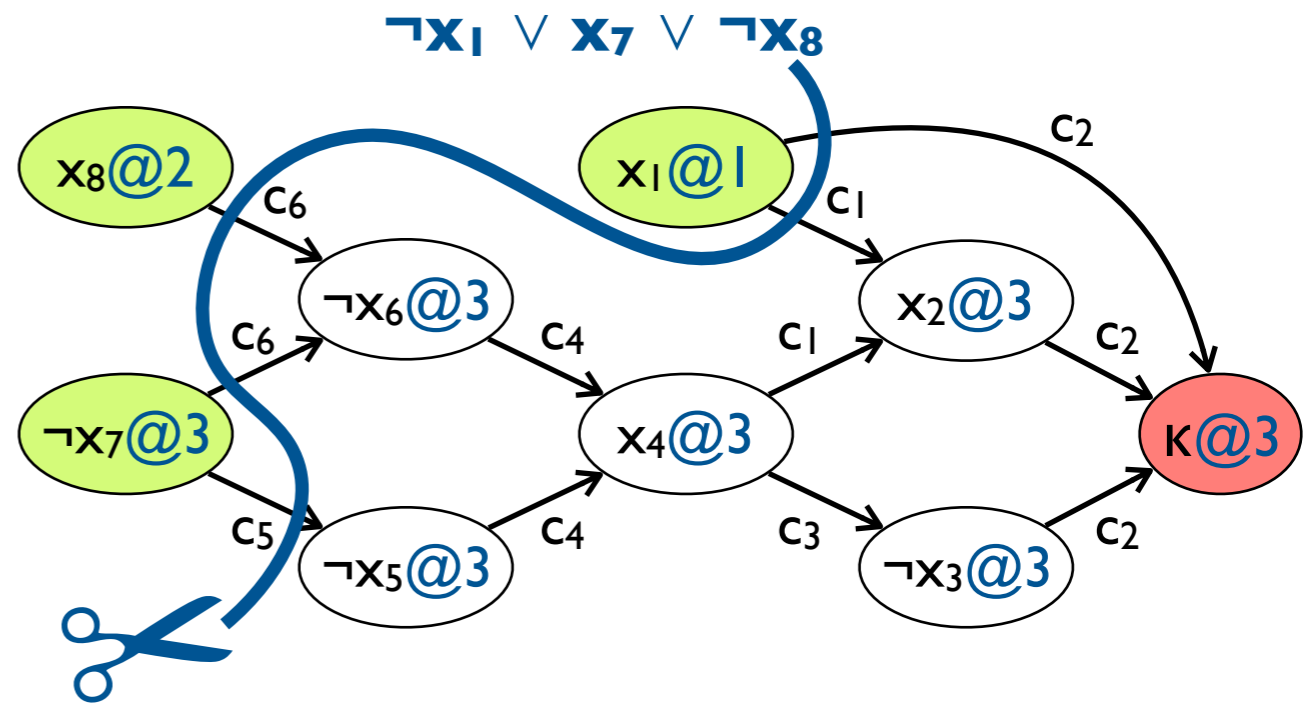 ¬x₁ ∨ x₇ ∨ ¬x₈
x₈@2
x₁@1
c₂
c₆
c₁
¬x₆@3
x₂@3
c₆
c₄
c₁
c₂
¬x₇@3
x₄@3
κ@3
c₅
c₄
c₃
c₂
¬x₅@3
¬x₃@3